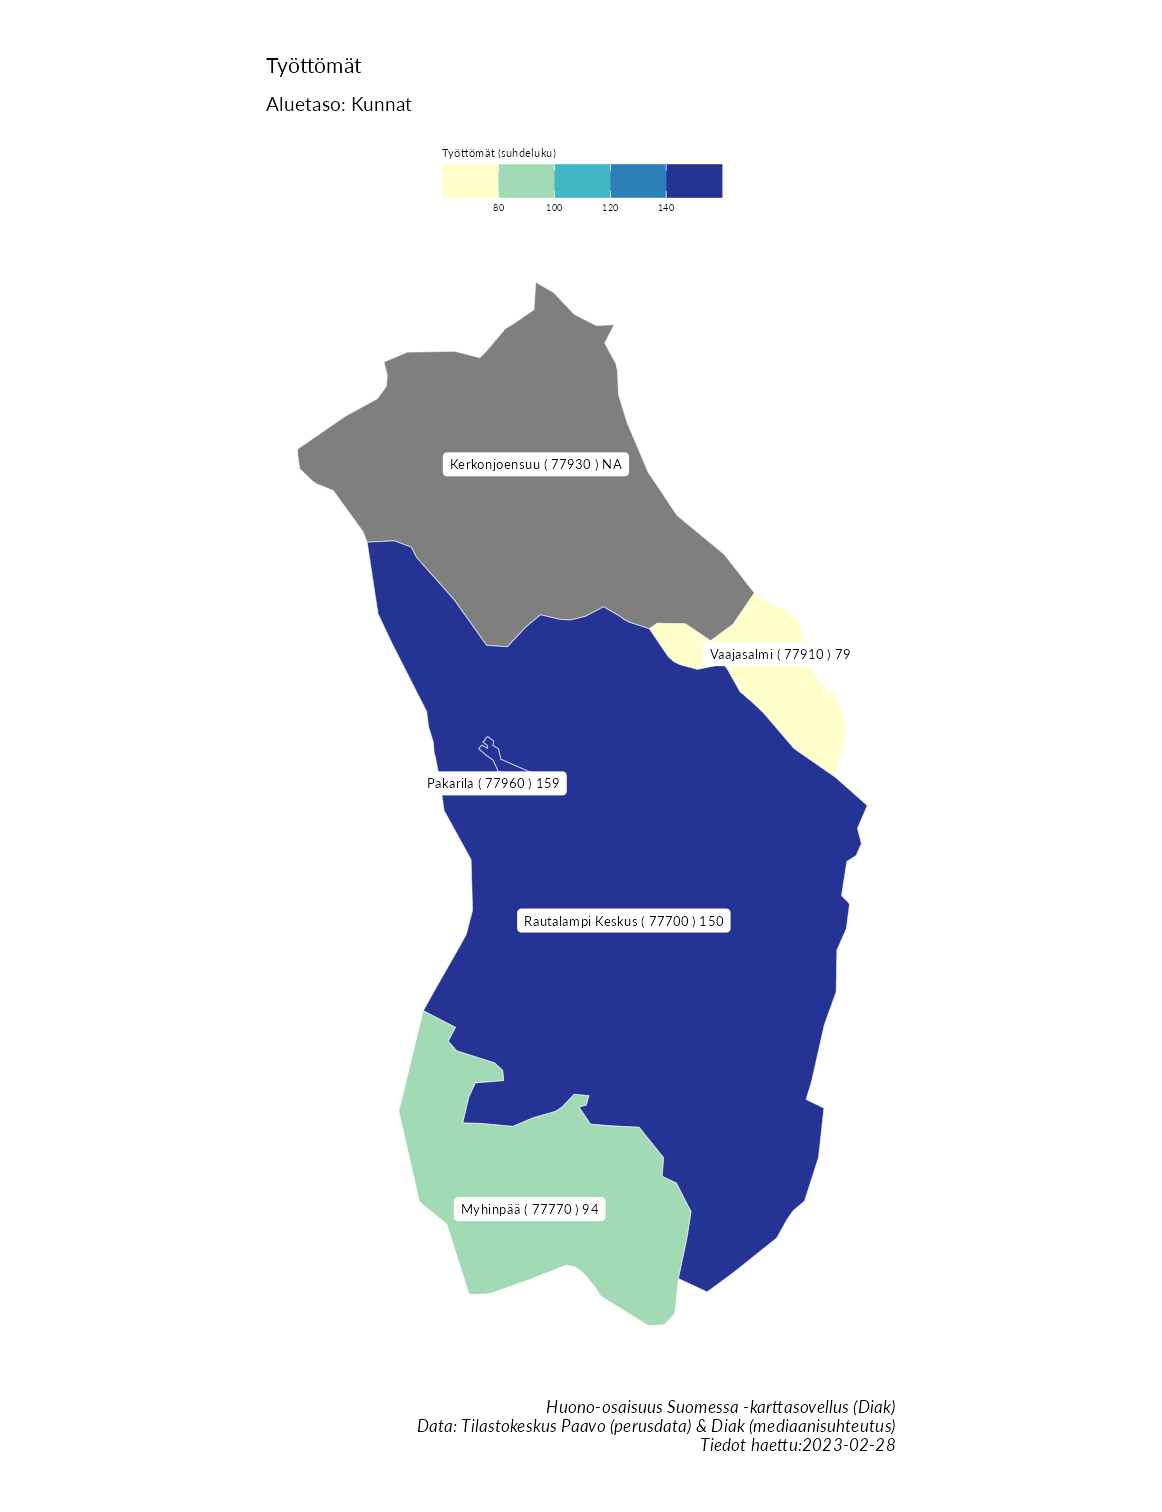 Työttömät
Aluetaso: Kunnat
Työttömät (suhdeluku)
80 100 120 140
Kerkonjoensuu ( 77930 ) NA
Vaajasalmi ( 77910 ) 79
Pakarila ( 77960 ) 159
Rautalampi Keskus ( 77700 ) 150
Myhinpää ( 77770 ) 94
Huono-osaisuus Suomessa -karttasovellus (Diak)
Data: Tilastokeskus Paavo (perusdata) & Diak (mediaanisuhteutus)
Tiedot haettu:2023-02-28